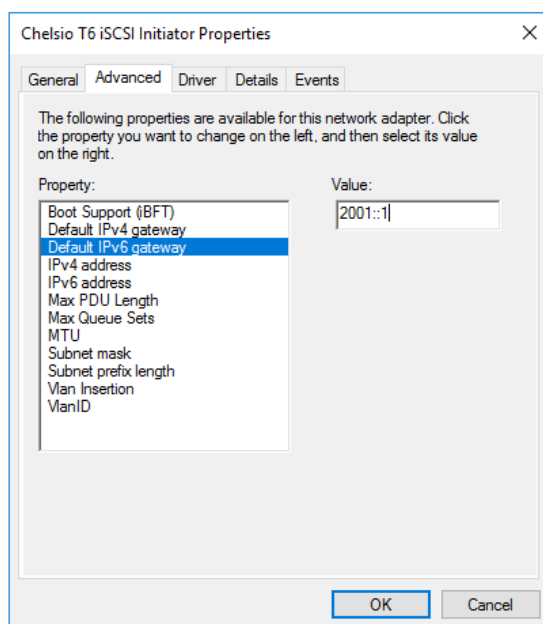 Chelsio T6 iSCSI Initiator Properties
General Advanced Driver Details Events
The following properties are available for this network adapter. Click
the property you want to change on the left, and then select its value
on the right.
Property: Value:
Boot Support (iBFT) 2001::1
Default IPv4 gateway
Default IPv6 gateway
IPv4 address
IPv6 address
Max PDU Length
Max Queue Sets
MTU
Subnet mask
Subnet prefix length
Vlan Insertion
VlanID
OK Cancel